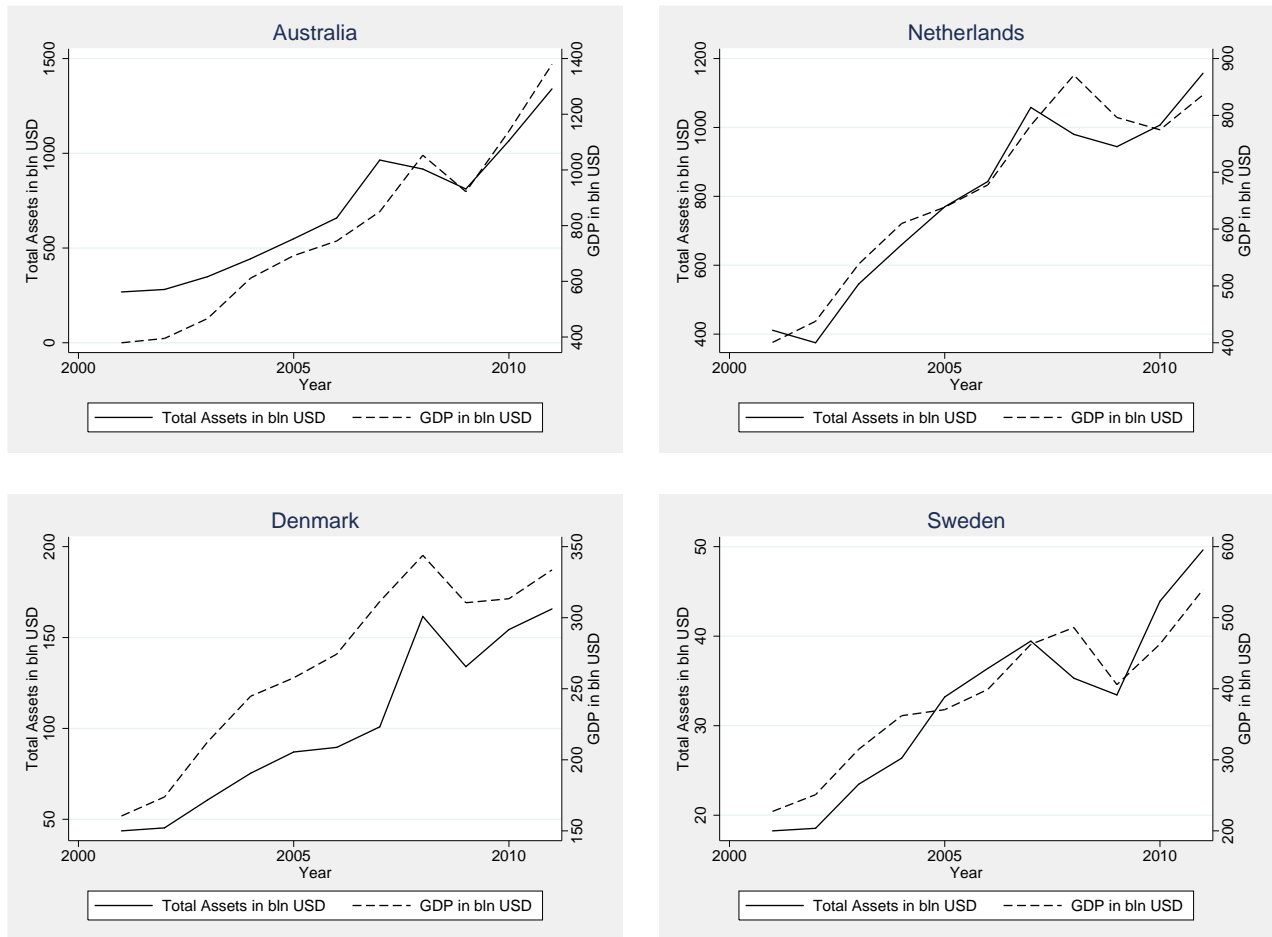 Australia
Total Assets in bln USD
0 500 1000 1500
GDP in bln USD
400 600 800 1000 1200 1400
2000 2005 2010
Year
Total Assets in bln USD GDP in bln USD
Netherlands
Total Assets in bln USD
400 600 800 1000 1200
GDP in bln USD
400 500 600 700 800 900
2000 2005 2010
Year
Total Assets in bln USD GDP in bln USD
Denmark
Total Assets in bln USD
50 100 150 200
GDP in bln USD
150 200 250 300 350
2000 2005 2010
Year
Total Assets in bln USD GDP in bln USD
Sweden
Total Assets in bln USD
20 30 40 50
GDP in bln USD
200 300 400 500 600
2000 2005 2010
Year
Total Assets in bln USD GDP in bln USD